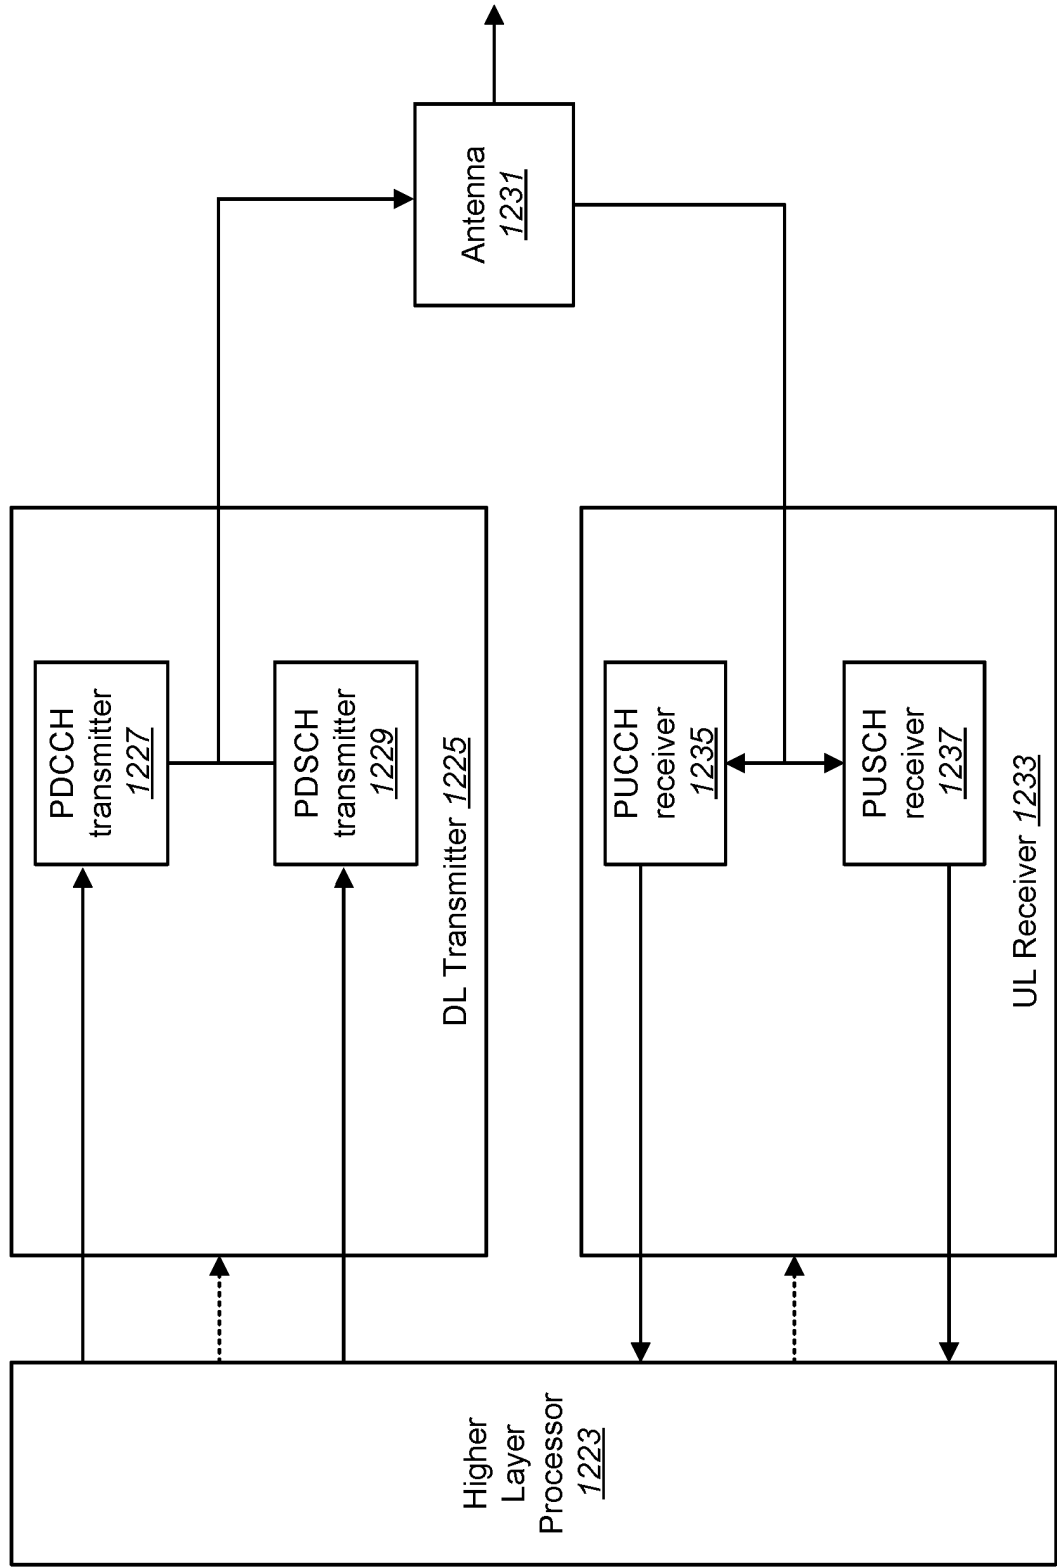 Higher
Layer
Processor
1223
PDCCH
transmitter
1227
PDSCH
transmitter
1229
DL Transmitter 1225
PUCCH
receiver
1235
PUSCH
receiver
1237
UL Receiver 1233
Antenna
1231